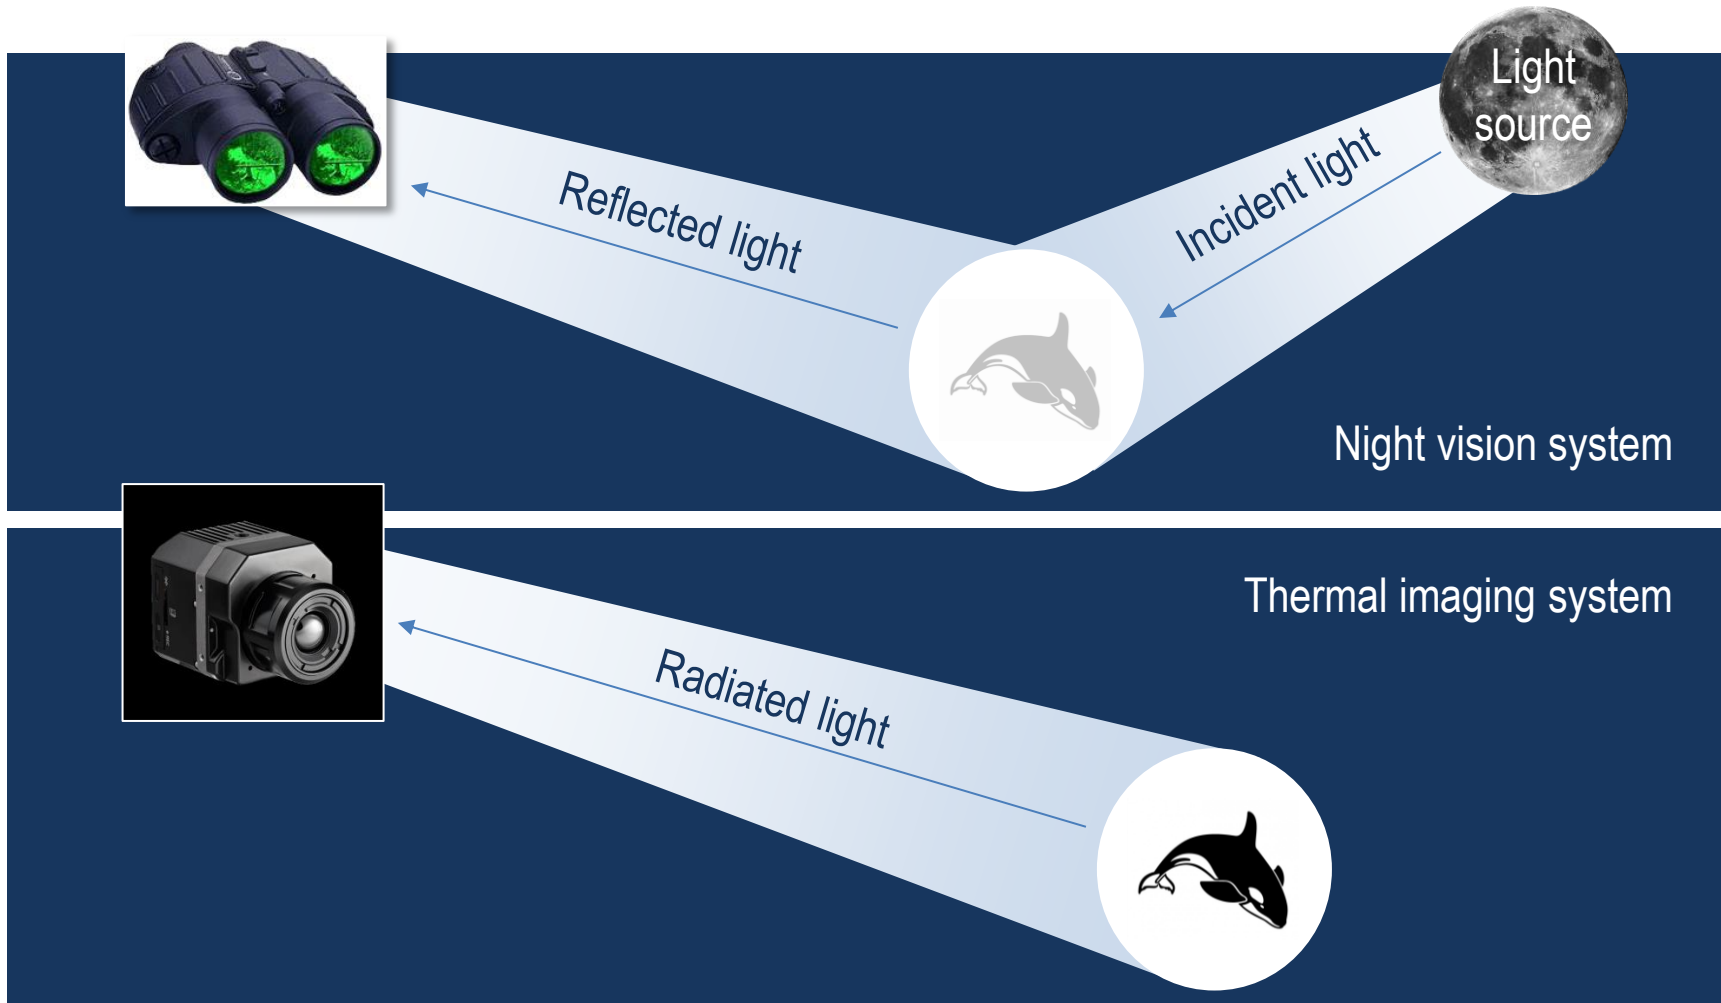 Light
source
Incident light
Reflected light
Night vision system
Thermal imaging system
Radiated light